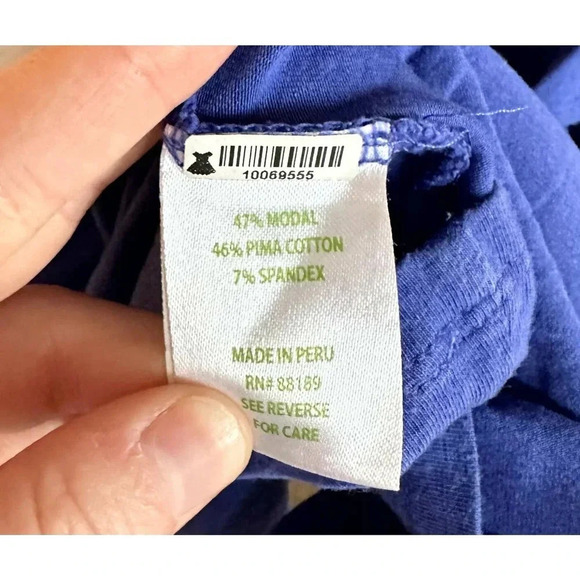 10069555
47% MODAL
46% PIMA COTTON
7% SPANDEX
MADE IN PERU
RN# 88189
SEE REVERSE
FOR CARE